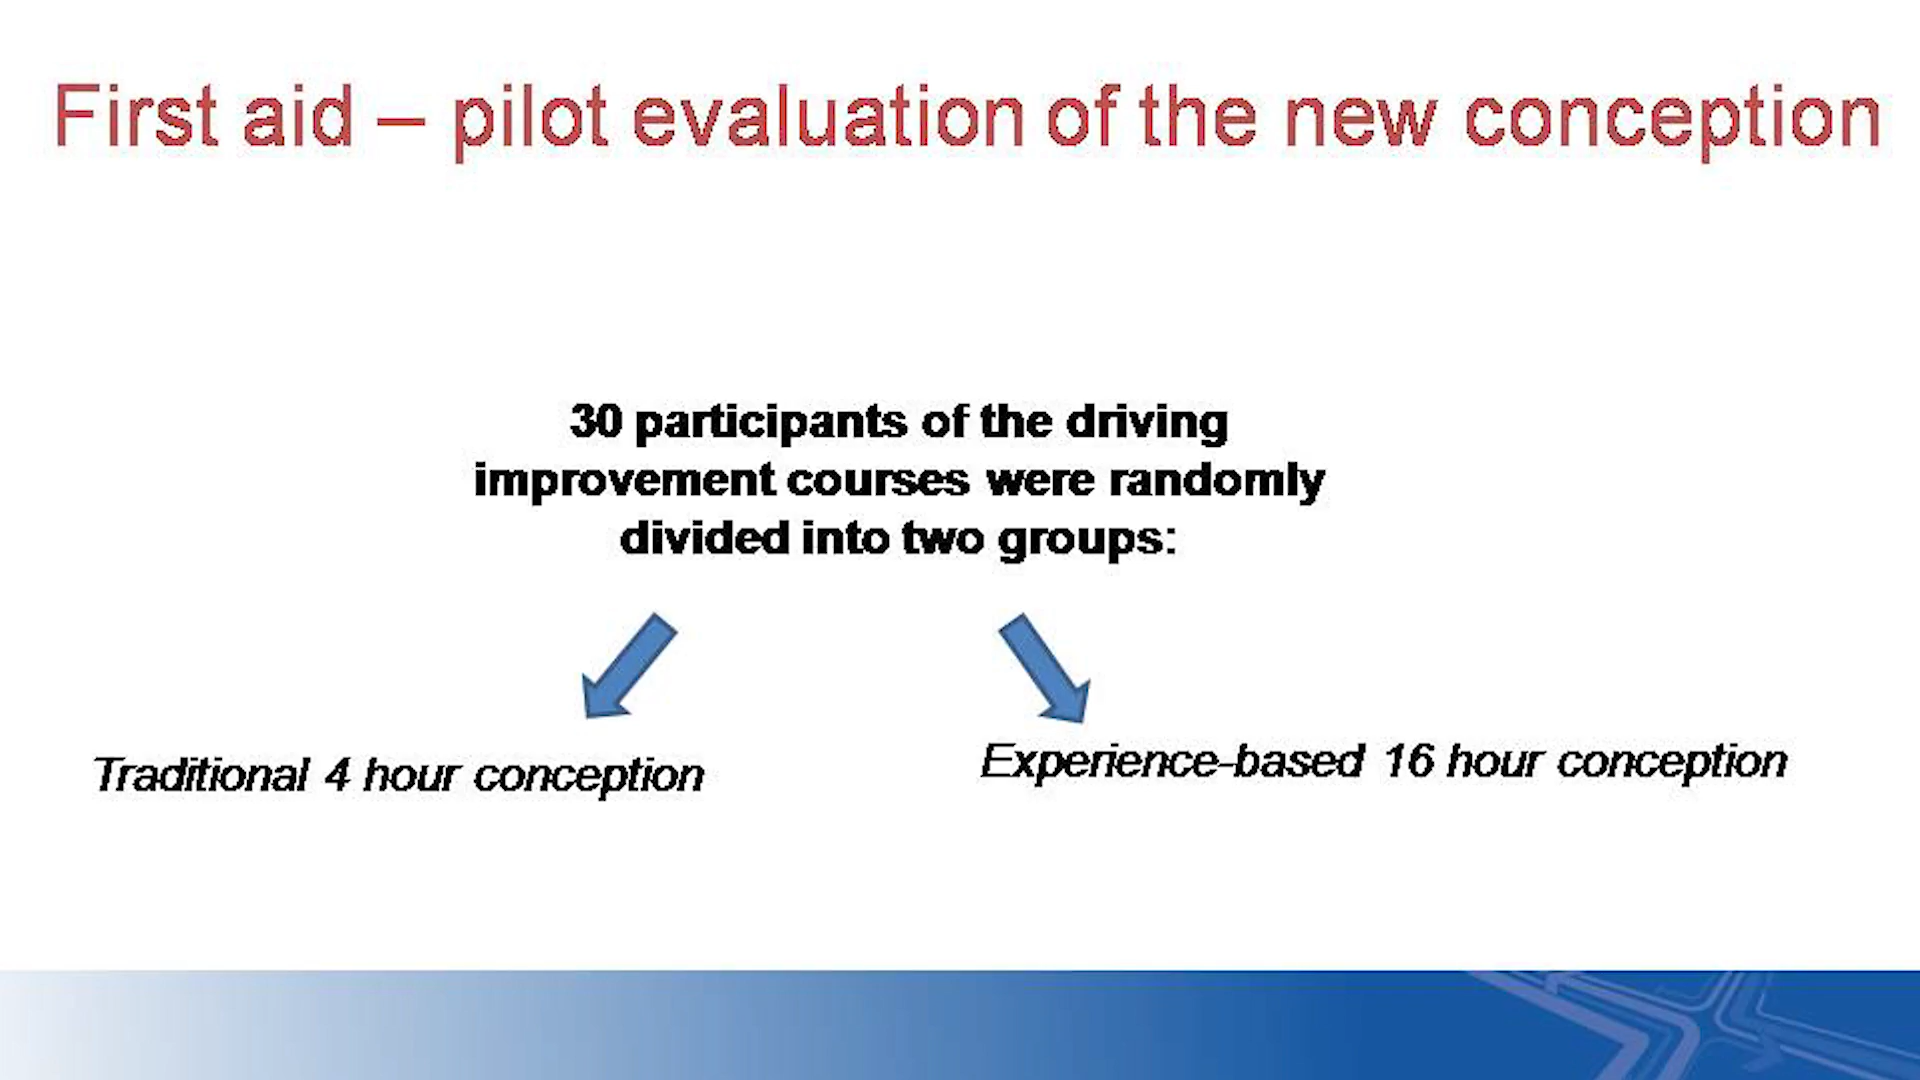 First aid – pilot evaluation of the new conception
30 participants of the driving
improvement courses were randomly
divided into two groups:
Traditional 4 hour conception
Experience-based 16 hour conception